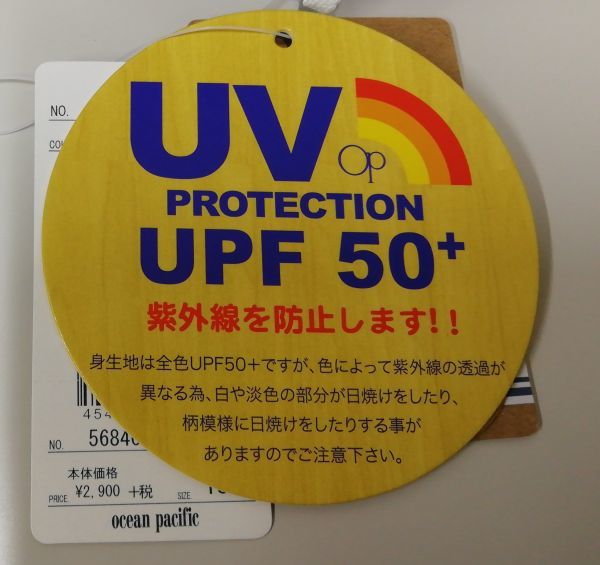 NO.
UV
Op
PROTECTION
UPF 50+
紫外線を防止します!!
身生地は全色UPF50+ですが、色によって紫外線の透過が
異なる為、白や淡色の部分が日焼けをしたり、
柄模様に日焼けをしたりする事が
ありますのでご注意下さい。
NO.
本体価格
PRICE ¥2,900 +税 SIZE
ocean pacific